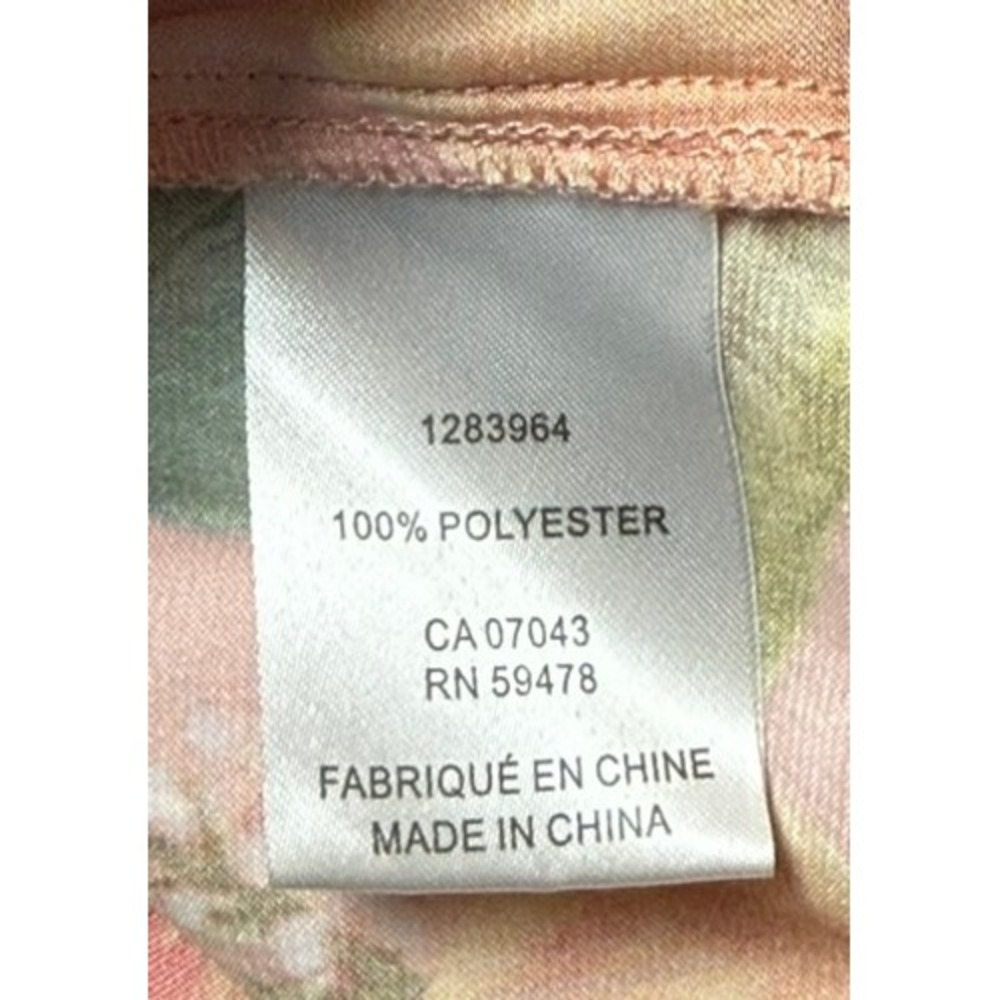 1283964
100% POLYESTER
CA 07043
RN 59478
FABRIQUÉ EN CHINE
MADE IN CHINA